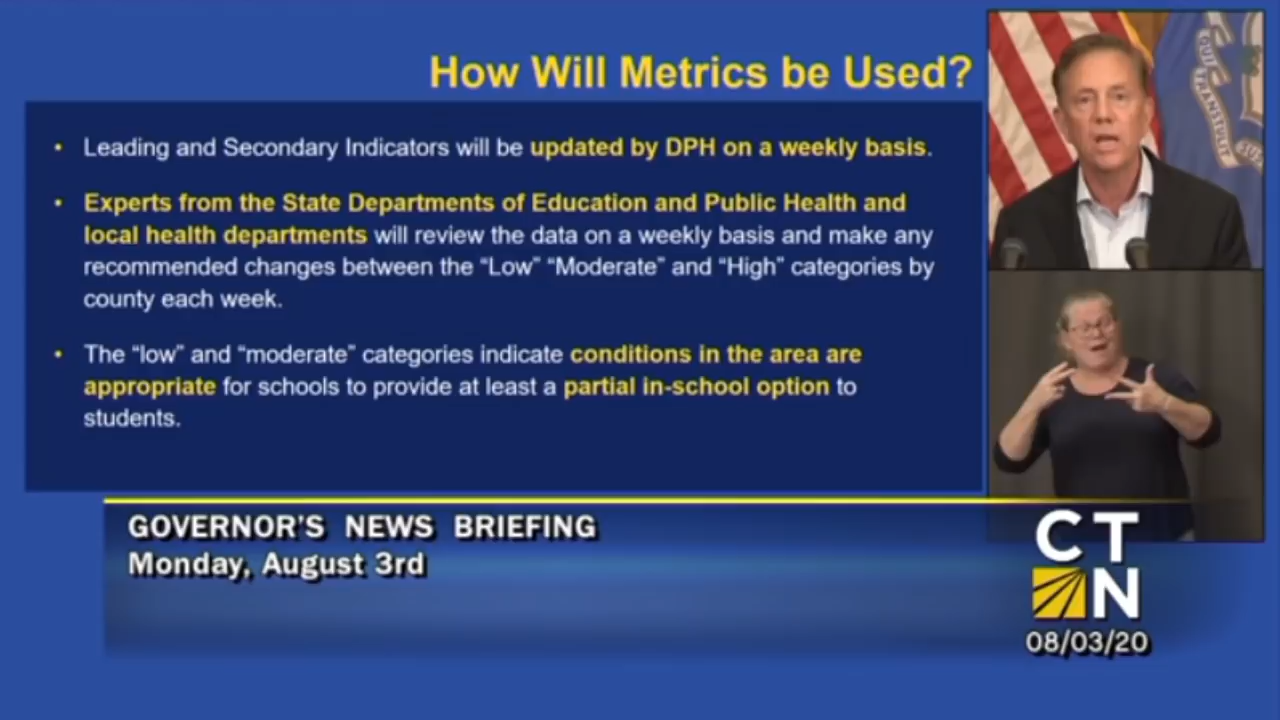 How Will Metrics be Used?
• Leading and Secondary Indicators will be updated by DPH on a weekly basis.
• Experts from the State Departments of Education and Public Health and
local health departments will review the data on a weekly basis and make any
recommended changes between the “Low” “Moderate” and “High” categories by
county each week.
• The “low” and “moderate” categories indicate conditions in the area are
appropriate for schools to provide at least a partial in-school option to
students.
QUI
TRANSTULIT
SUS
GOVERNOR'S NEWS BRIEFING
Monday, August 3rd
CT
N
08/03/20